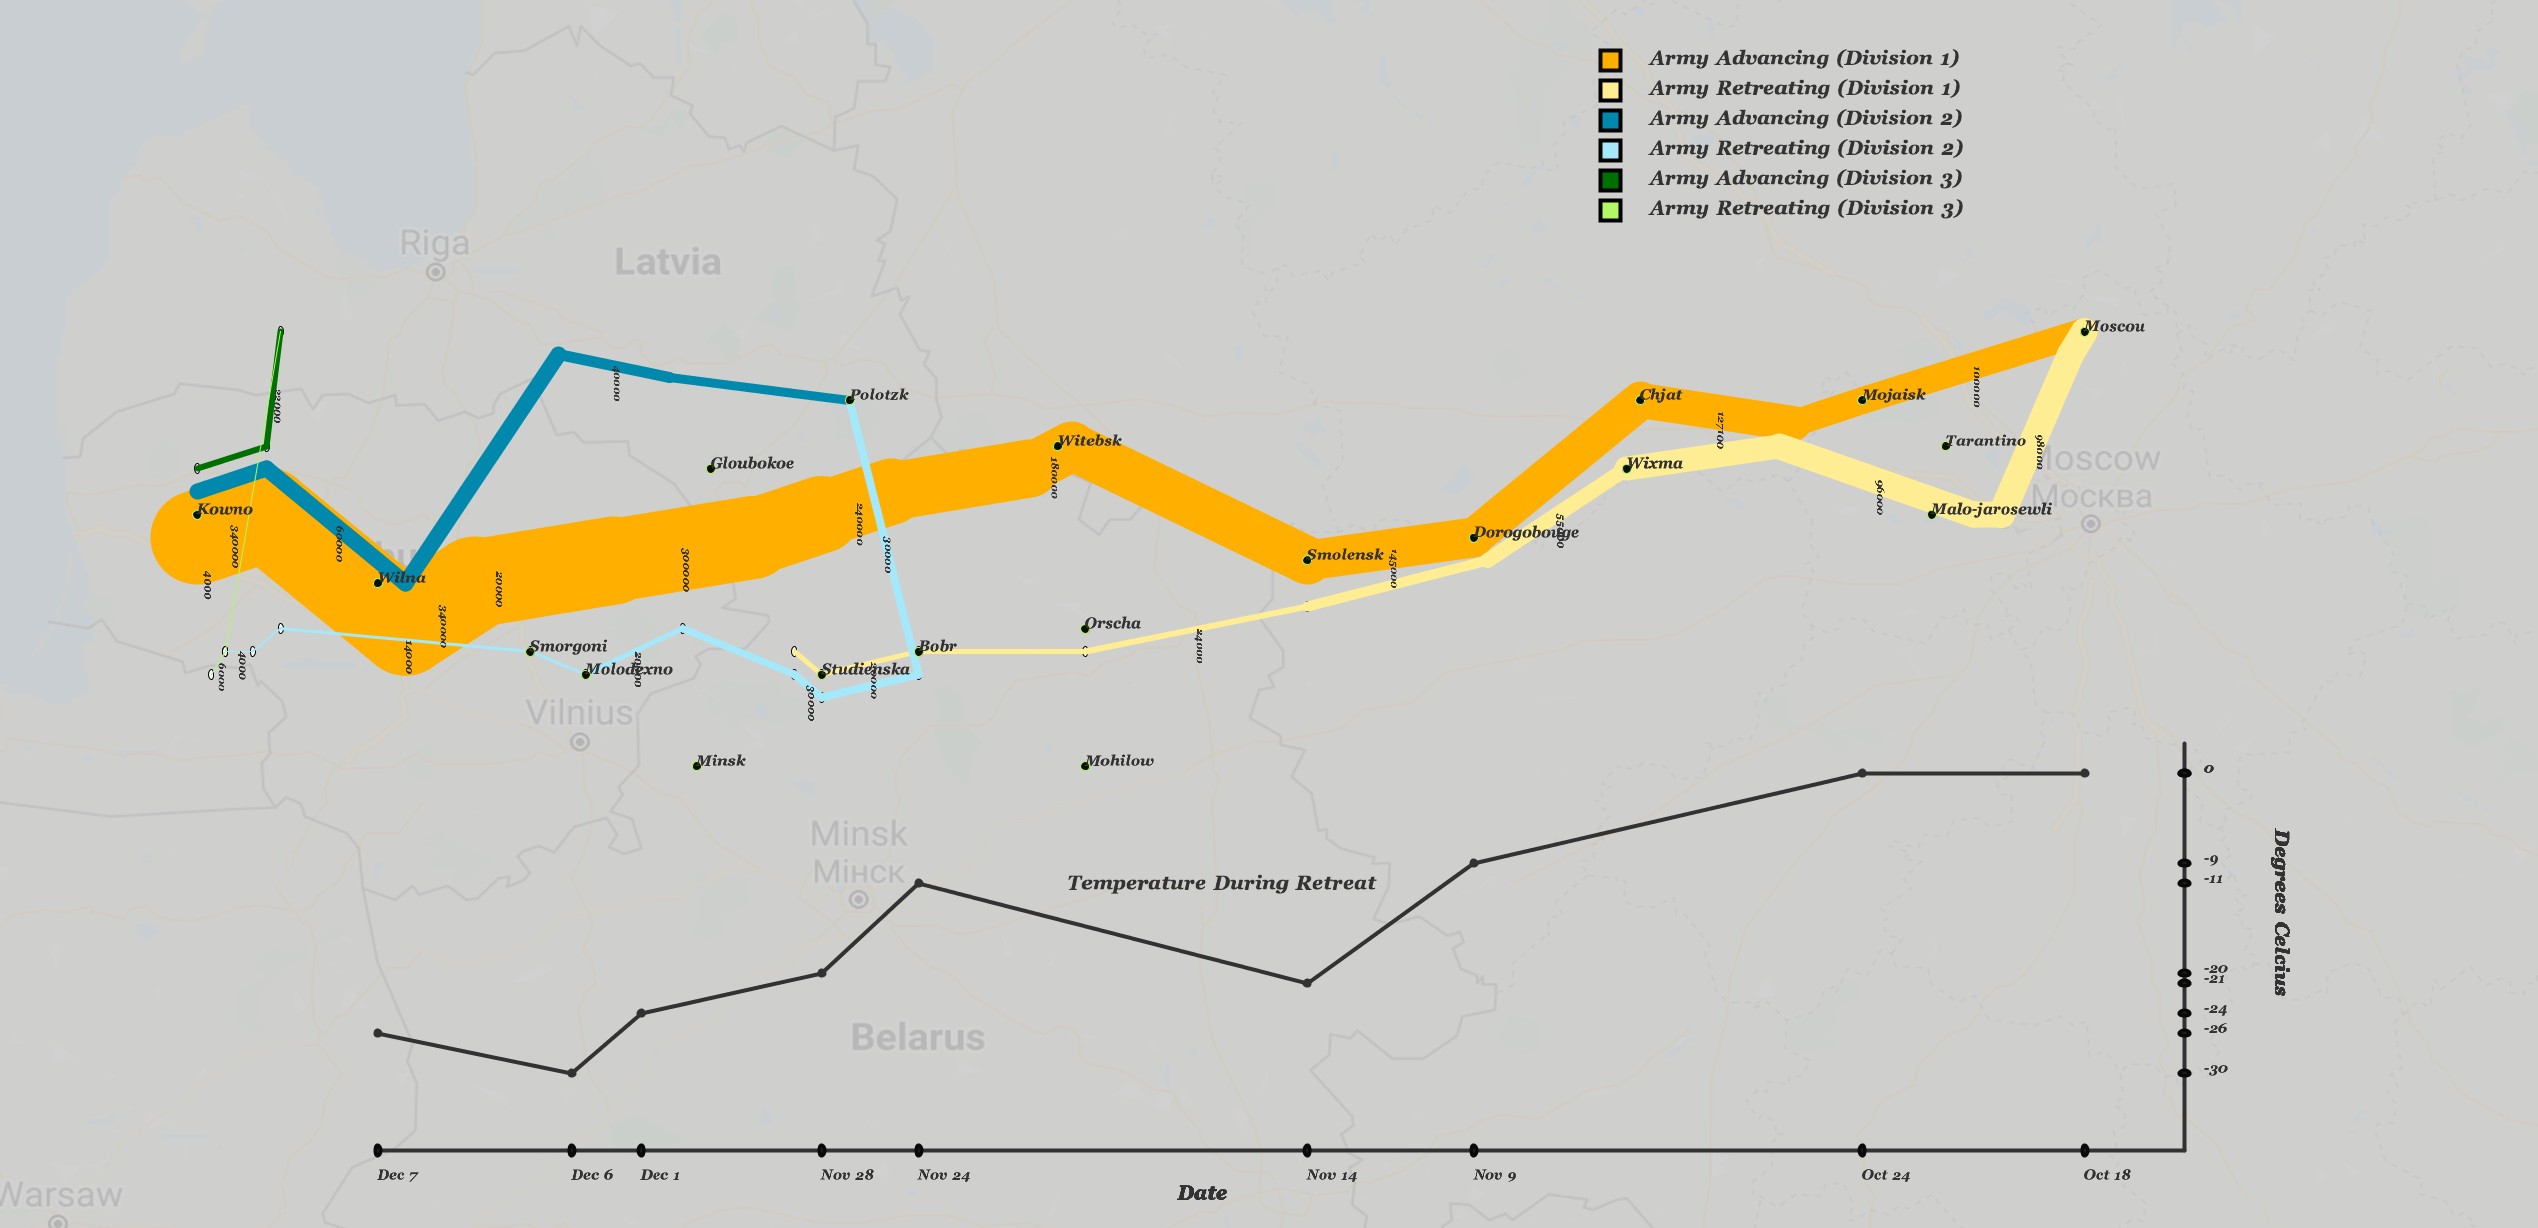 Army Advancing (Division 1)
Army Retreating (Division 1)
Army Advancing (Division 2)
Army Retreating (Division 2)
Army Advancing (Division 3)
Army Retreating (Division 3)
Riga
Latvia
Moscou
22000
40000
Polotzk
Chjat
127100
Mojaisk
100000
Witebsk
Tarantino
98000
Moscow
Москва
Gloubokoe
180000
Wixma
96000
Kowno
340000
60000
240000
30000
Malo-jarosewli
Dorogobouge
55000
Smolensk
145000
Wilna
4000
20000
300000
340000
14000
Orscha
24000
Smorgoni
Bobr
6000
4000
Molodexno
Studienska
30000
Vilnius
Minsk
Mohilow
0
Minsk
Мінск
Degrees Celcius
-9
-11
Temperature During Retreat
-20
-21
-24
-26
Belarus
-30
Dec 7
Dec 6
Dec 1
Nov 28
Nov 24
Nov 14
Nov 9
Oct 24
Oct 18
Date
Warsaw